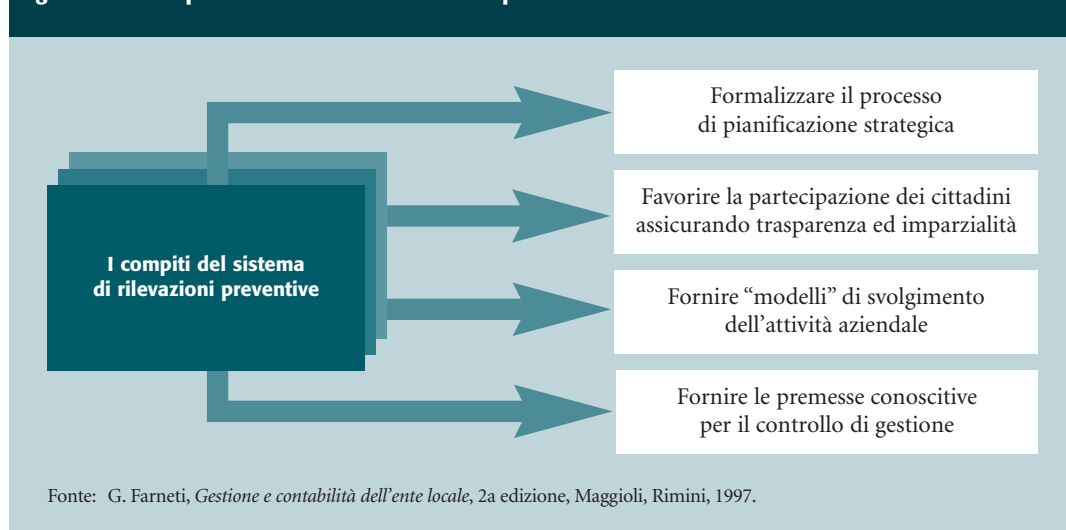 I compiti del sistema
di rilevazioni preventive
Formalizzare il processo
di pianificazione strategica
Favorire la partecipazione dei cittadini
assicurando trasparenza ed imparzialità
Fornire “modelli” di svolgimento
dell’attività aziendale
Fornire le premesse conoscitive
per il controllo di gestione
Fonte: G. Farneti, Gestione e contabilità dell’ente locale, 2a edizione, Maggioli, Rimini, 1997.